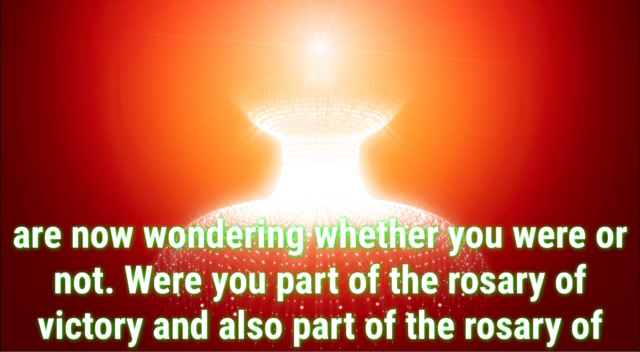 are now wondering whether you were or
not. Were you part of the rosary of
victory and also part of the rosary of